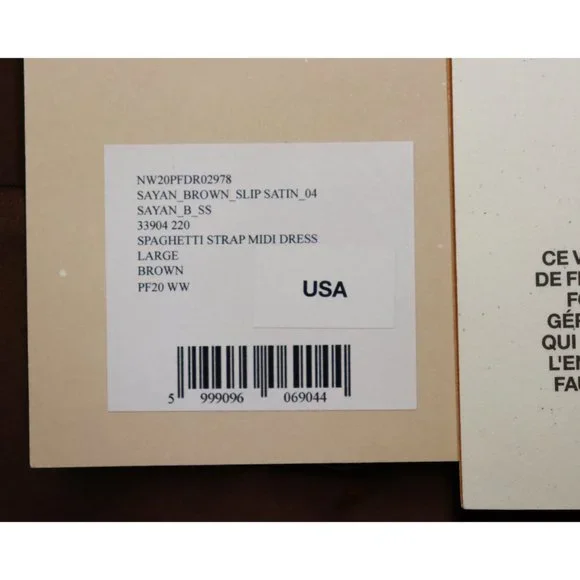 NW20PFDR02978
SAYAN_BROWN_SLIP SATIN_04
SAYAN_B_SS
33904 220
SPAGHETTI STRAP MIDI DRESS
LARGE
BROWN
PF20 WW
USA
5 999096 069044
CE V
DE F
FO
GÉR
QUI
L'EN
FAU